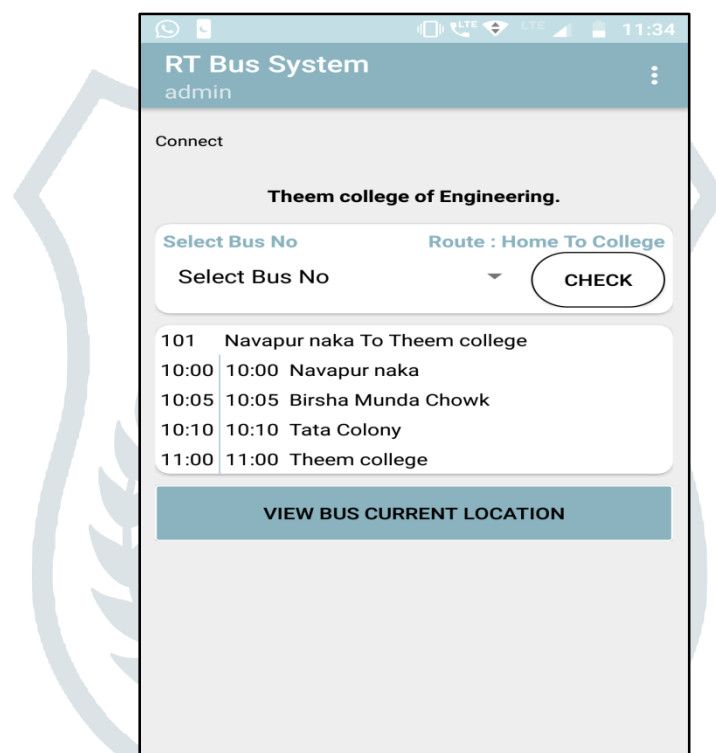 LTE LTE 11:34
RT Bus System
admin
Connect
Theem college of Engineering.
Select Bus No Route : Home To College
Select Bus No CHECK
101 Navapur naka To Theem college
10:00 10:00 Navapur naka
10:05 10:05 Birsha Munda Chowk
10:10 10:10 Tata Colony
11:00 11:00 Theem college
VIEW BUS CURRENT LOCATION